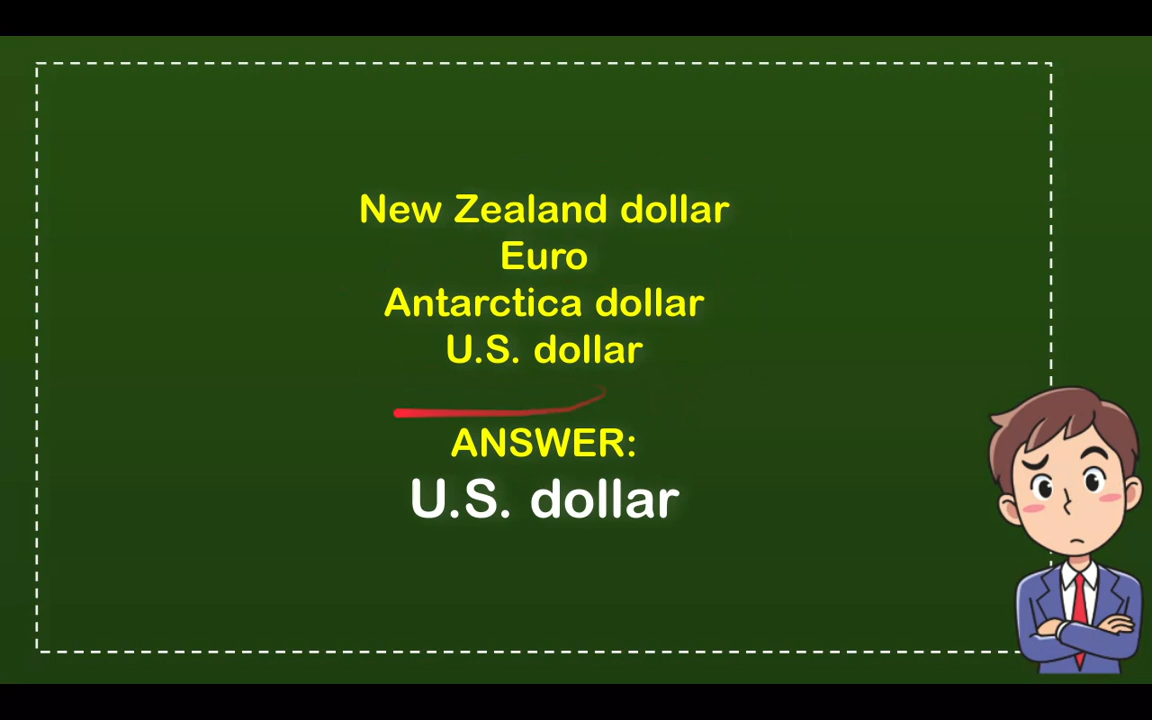 New Zealand dollar
Euro
Antarctica dollar
U.S. dollar
ANSWER:
U.S. dollar